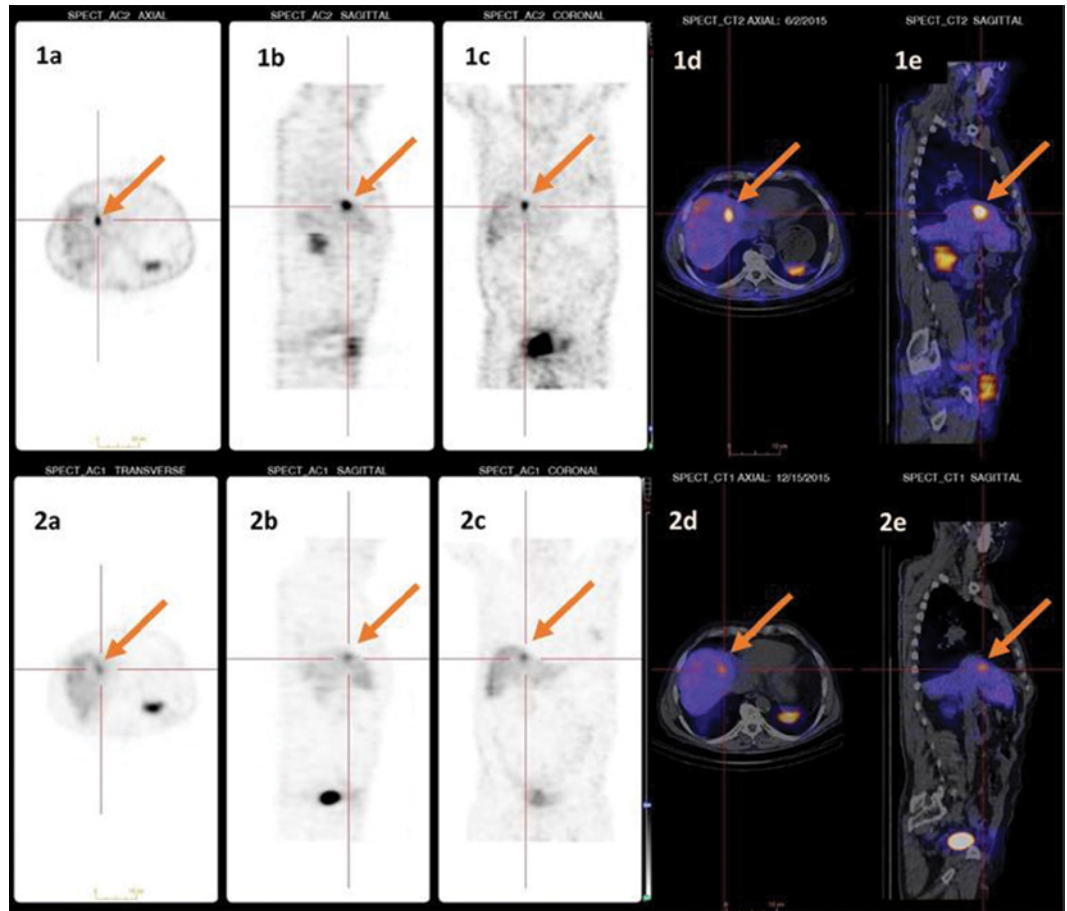 SPECT_AC2 AXIAL
SPECT_AC2 SAGITTAL
SPECT_AC2 CORONAL
SPECT_CT2 AXIAL: 6/2/2015
SPECT_CT2 SAGITTAL
1a
1b
1c
1d
1e
SPECT_AC1 TRANSVERSE
SPECT_AC1 SAGITTAL
SPECT_AC1 CORONAL
SPECT_CT1 AXIAL: 12/15/2015
SPECT_CT1 SAGITTAL
2a
2b
2c
2d
2e